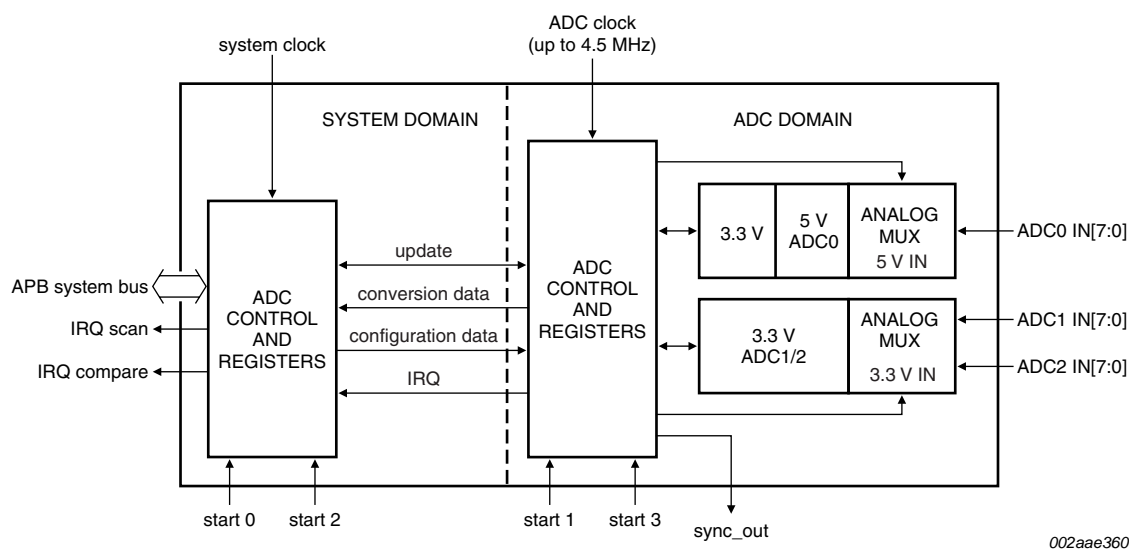 ADC clock
(up to 4.5 MHz)
system clock
SYSTEM DOMAIN
ADC DOMAIN
3.3 V
5 V
ADC0
ANALOG
MUX
5 V IN
ADC0 IN[7:0]
update
conversion data
configuration data
IRQ
APB system bus
IRQ scan
IRQ compare
ADC
CONTROL
AND
REGISTERS
ADC
CONTROL
AND
REGISTERS
3.3 V
ADC1/2
ANALOG
MUX
3.3 V IN
ADC1 IN[7:0]
ADC2 IN[7:0]
start 0
start 2
start 1
start 3
sync_out
002aae360